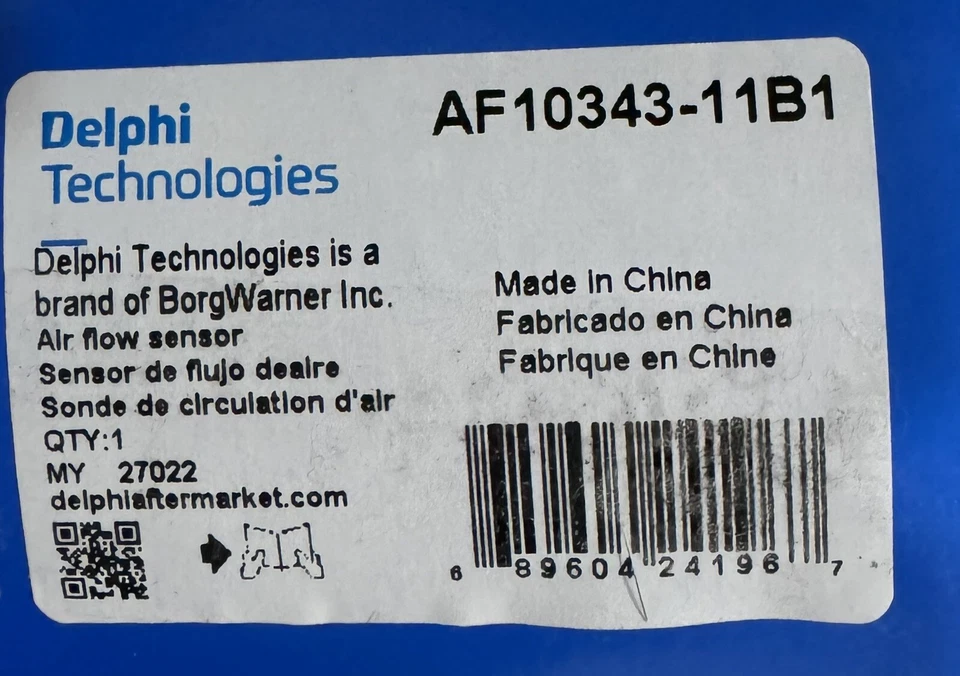 Delphi
Technologies
AF10343-11B1
Delphi Technologies is a
brand of BorgWarner Inc.
Air flow sensor
Sensor de flujo deaire
Sonde de circulation d'air
QTY:1
MY 27022
delphiaftermarket.com
Made in China
Fabricado en China
Fabrique en Chine
6 89604 24196 7